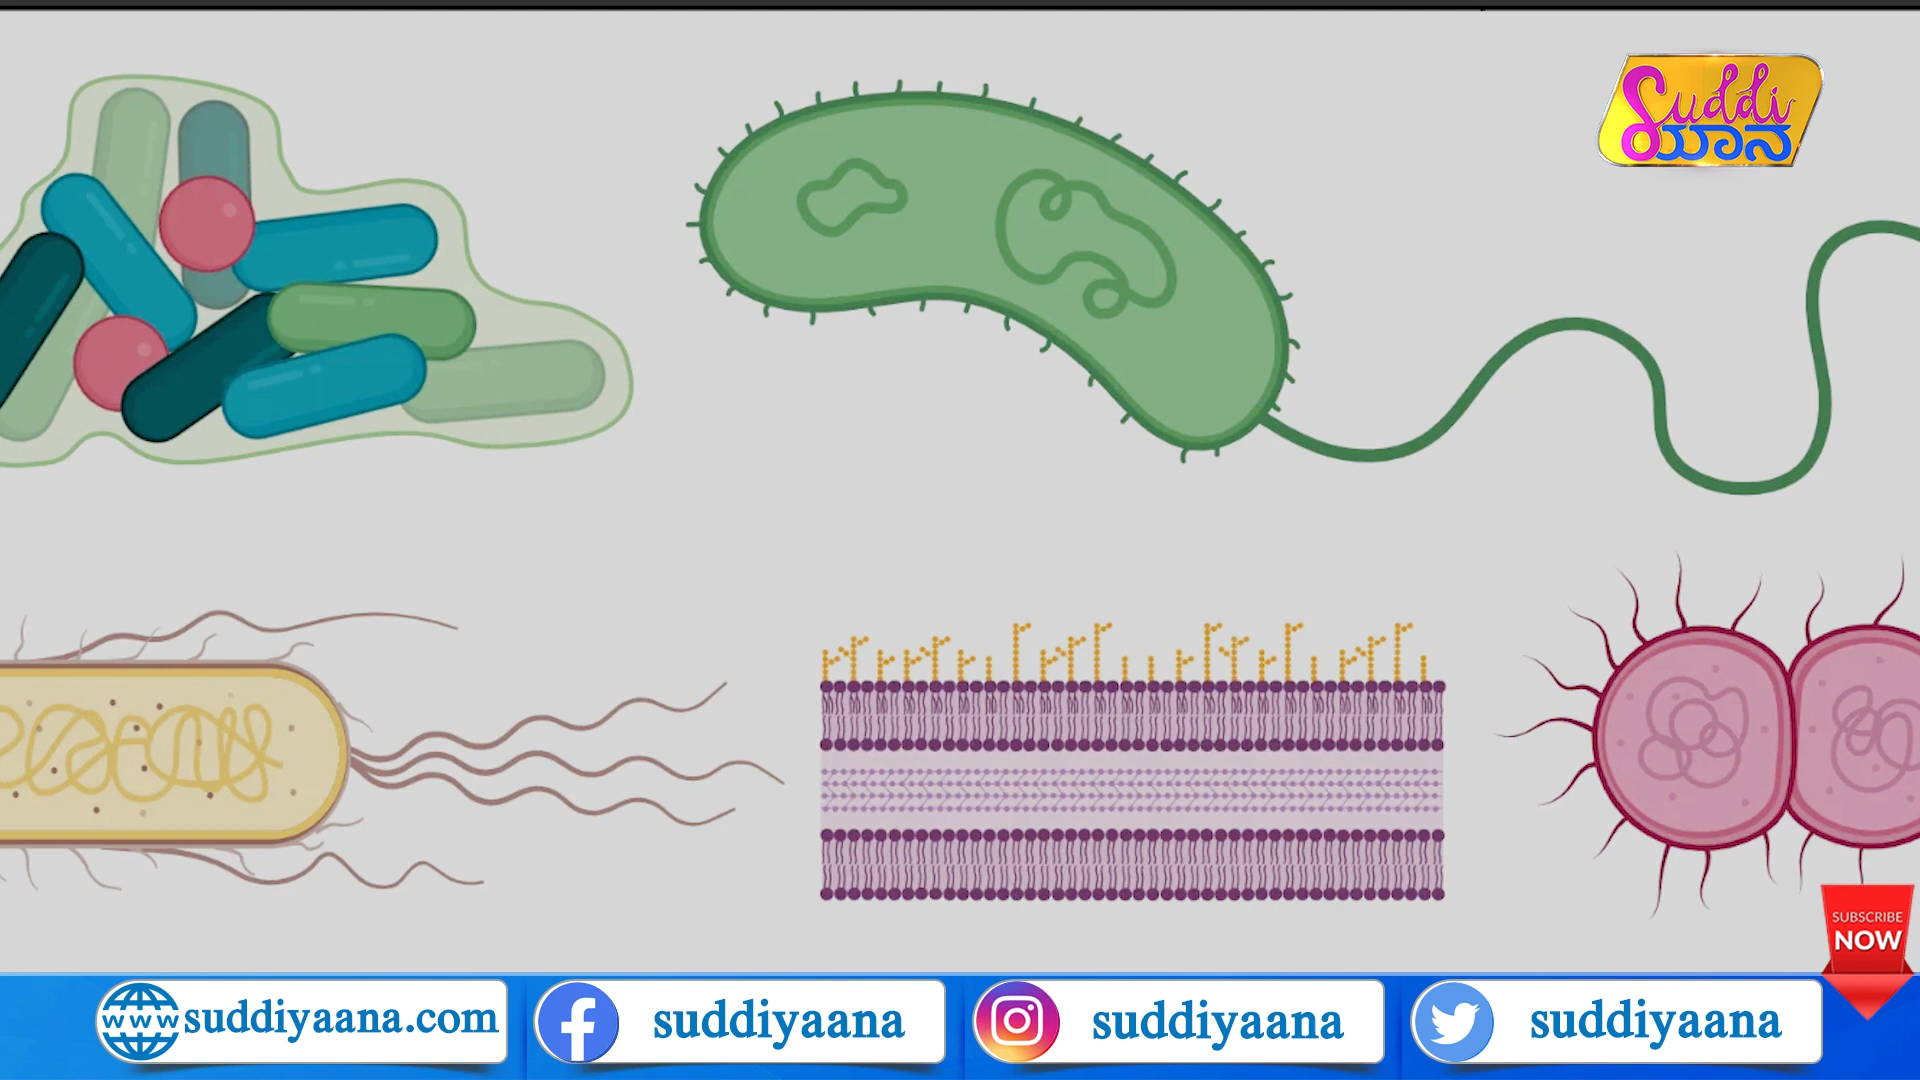 Suddi
ಯಾನ
SUBSCRIBE
NOW
www suddiyaana.com
suddiyaana
suddiyaana
suddiyaana